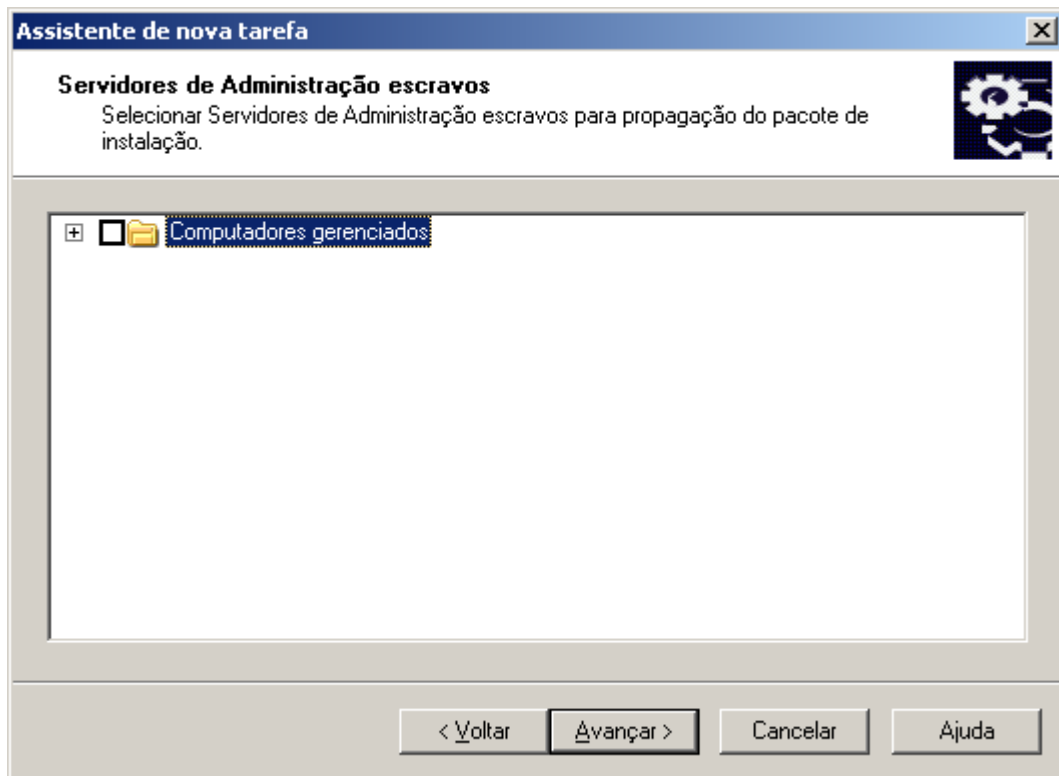 Assistente de nova tarefa
Servidores de Administração escravos
Selecionar Servidores de Administração escravos para propagação do pacote de
instalação.
Computadores gerenciados
< Voltar
Avançar >
Cancelar
Ajuda